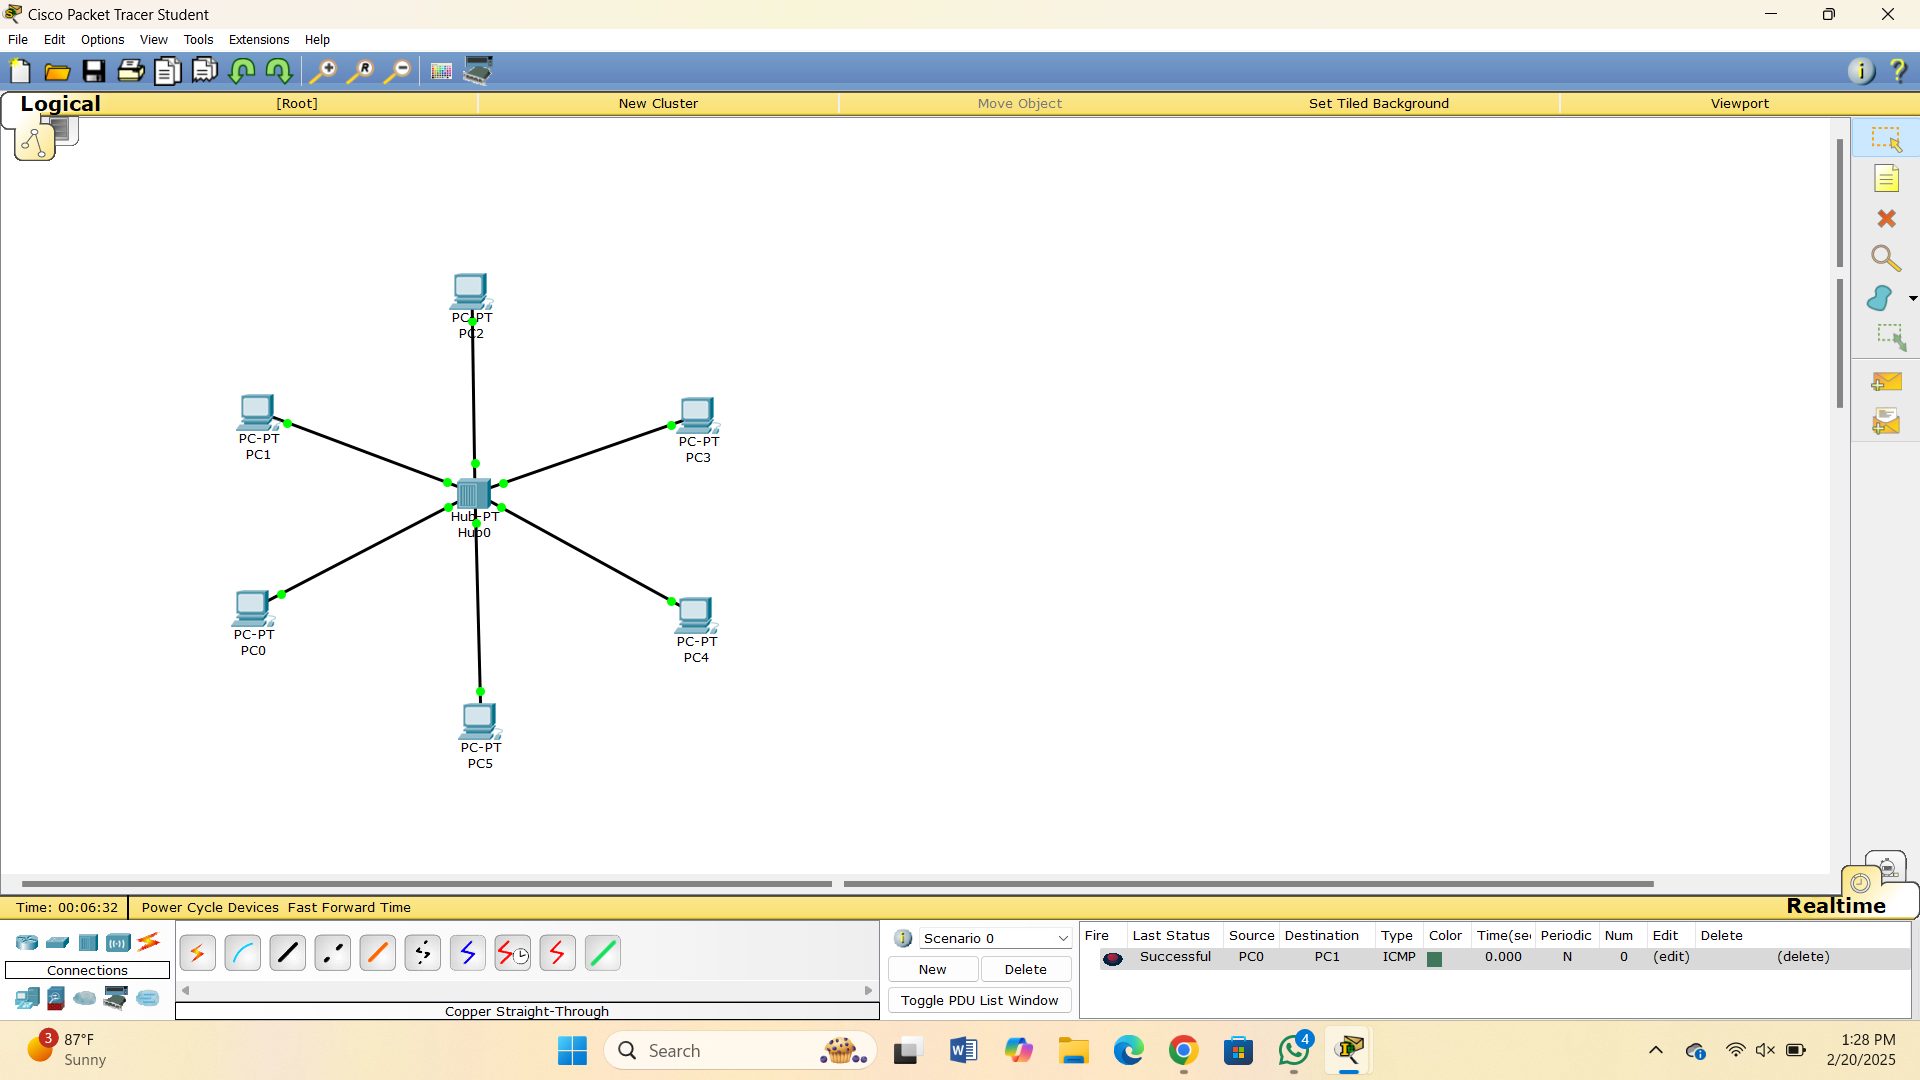 Cisco Packet Tracer Student
File Edit Options View Tools Extensions Help
Logical [Root] New Cluster Move Object Set Tiled Background Viewport
PC-PT
PC2
PC-PT
PC1
PC-PT
PC3
Hub-PT
Hub0
PC-PT
PC0
PC-PT
PC4
PC-PT
PC5
Time: 00:06:32 Power Cycle Devices Fast Forward Time Realtime
Connections
Copper Straight-Through
Scenario 0
New Delete
Toggle PDU List Window
Fire Last Status Source Destination Type Color Time(sec Periodic Num Edit Delete
Successful PC0 PC1 ICMP 0.000 N 0 (edit) (delete)
3
87°F
Sunny
Search
4
1:28 PM
2/20/2025